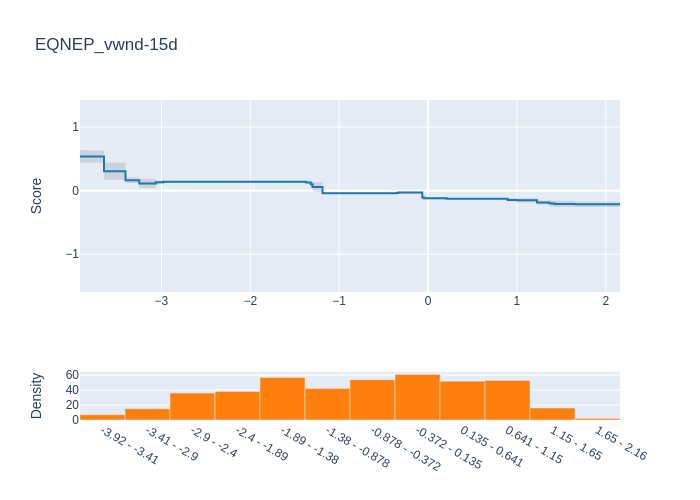 EQNEP_vwnd-15d
Score
1
0
−1
−3
−2
−1
0
1
2
Density
60
40
20
0
-3.92 - -3.41
-3.41 - -2.9
-2.9 - -2.4
-2.4 - -1.89
-1.89 - -1.38
-1.38 - -0.878
-0.878 - -0.372
-0.372 - 0.135
0.135 - 0.641
0.641 - 1.15
1.15 - 1.65
1.65 - 2.16